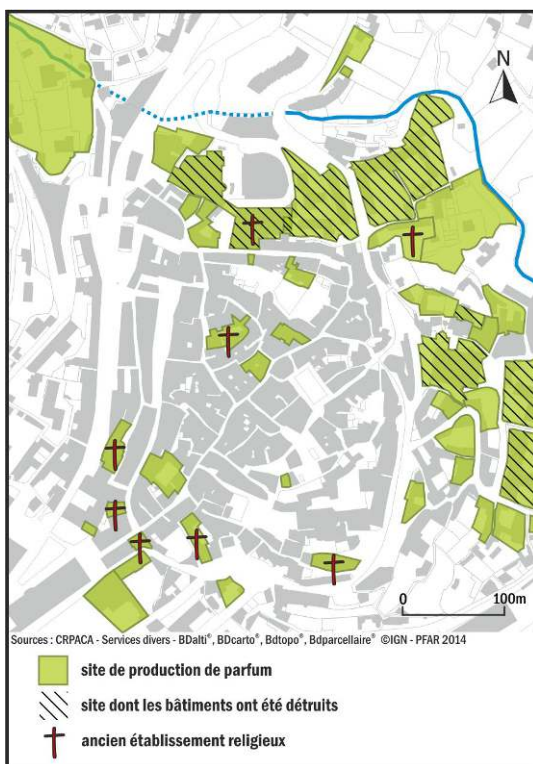 N
0 100m
Sources : CRPACA - Services divers - BDalti®, BDcarto®, Bdtopo®, Bdparcellaire® ©IGN - PFAR 2014
site de production de parfum
site dont les bâtiments ont été détruits
ancien établissement religieux